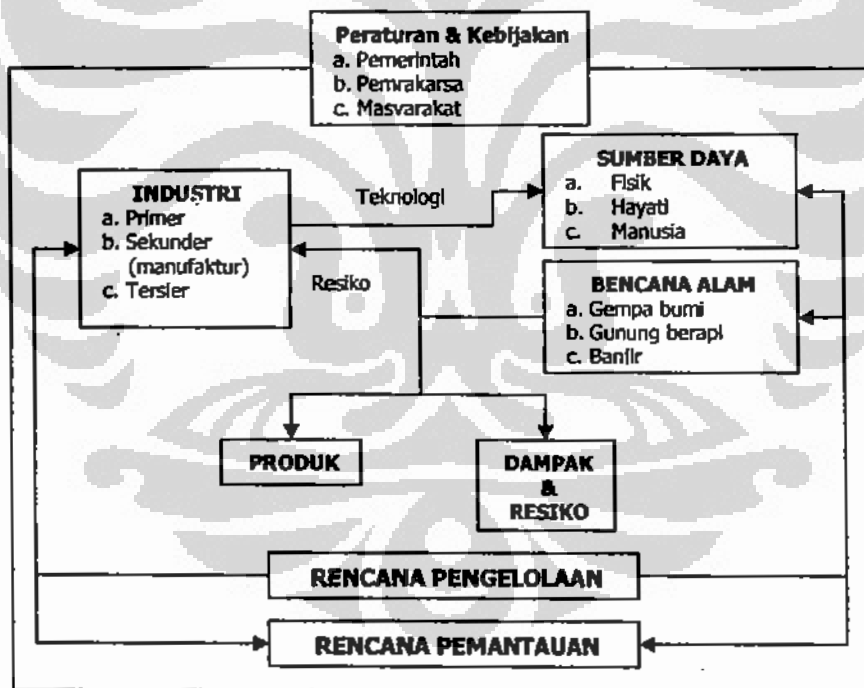 Peraturan & Kebijakan
a. Pemerintah
b. Pemrakarsa
c. Masvarakat
SUMBER DAYA
a. Fisik
b. Hayati
c. Manusia
INDUSTRI
a. Primer
b. Sekunder
(manufaktur)
c. Tersier
Teknologi
Resiko
BENCANA ALAM
a. Gempa bumi
b. Gunung berapi
c. Banjir
PRODUK
DAMPAK
&
RESIKO
RENCANA PENGELOLAAN
RENCANA PEMANTAUAN